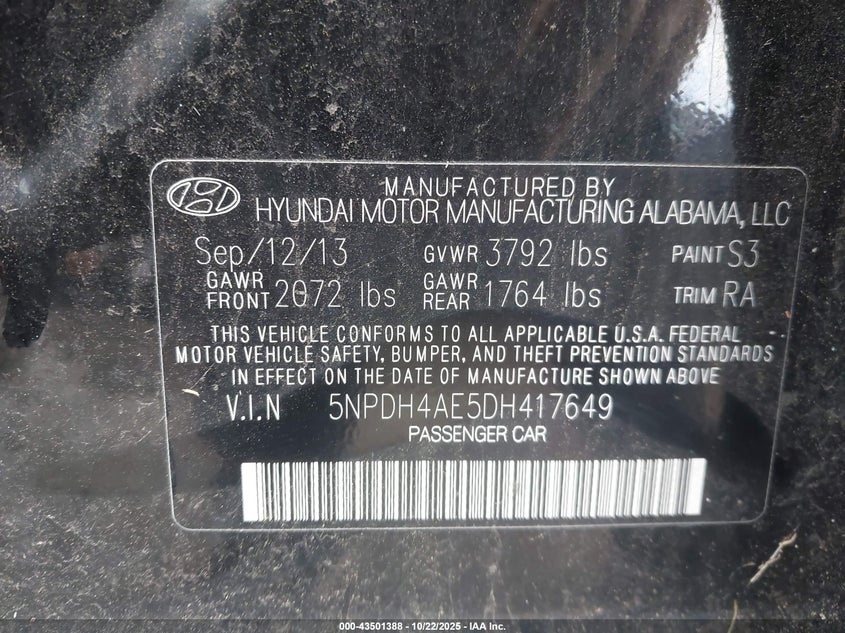 MANUFACTURED BY
HYUNDAI MOTOR MANUFACTURING ALABAMA, LLC
Sep/12/13 GVWR 3792 lbs PAINT S3
GAWR FRONT 2072 lbs GAWR REAR 1764 lbs TRIM RA
THIS VEHICLE CONFORMS TO ALL APPLICABLE U.S.A. FEDERAL
MOTOR VEHICLE SAFETY, BUMPER, AND THEFT PREVENTION STANDARDS
IN EFFECT ON THE DATE OF MANUFACTURE SHOWN ABOVE
V.I.N 5NPDH4AE5DH417649
PASSENGER CAR
000-43501388 - 10/22/2025 - IAA Inc.